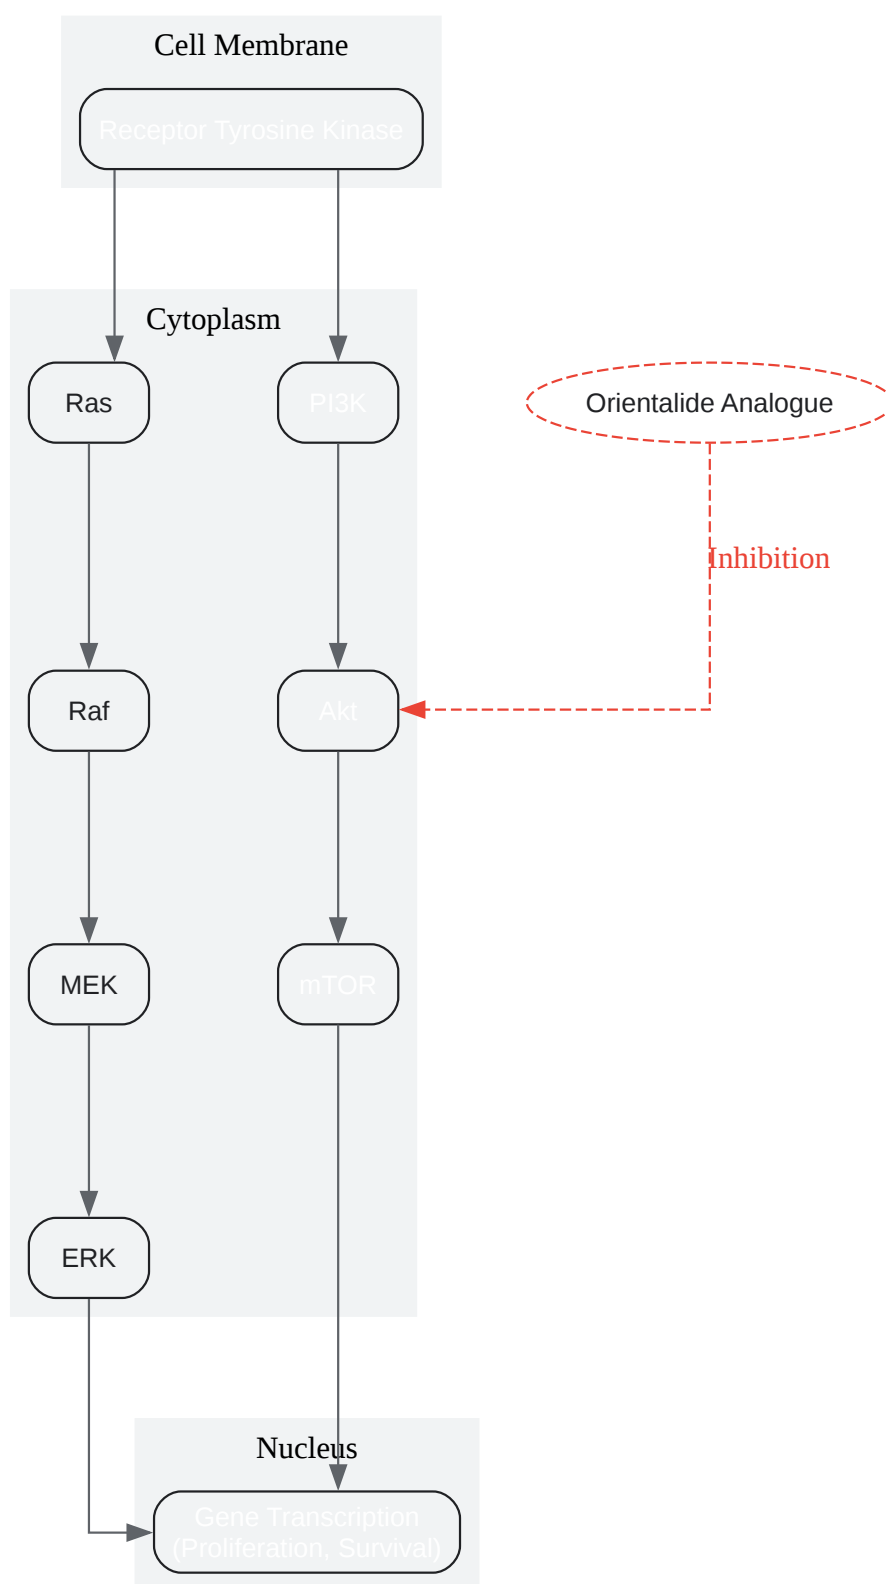 Cell Membrane
Receptor Tyrosine Kinase
Cytoplasm
Ras
PI3K
Orientalide Analogue
Inhibition
Raf
Akt
MEK
mTOR
ERK
Nucleus
Gene Transcription
(Proliferation, Survival)